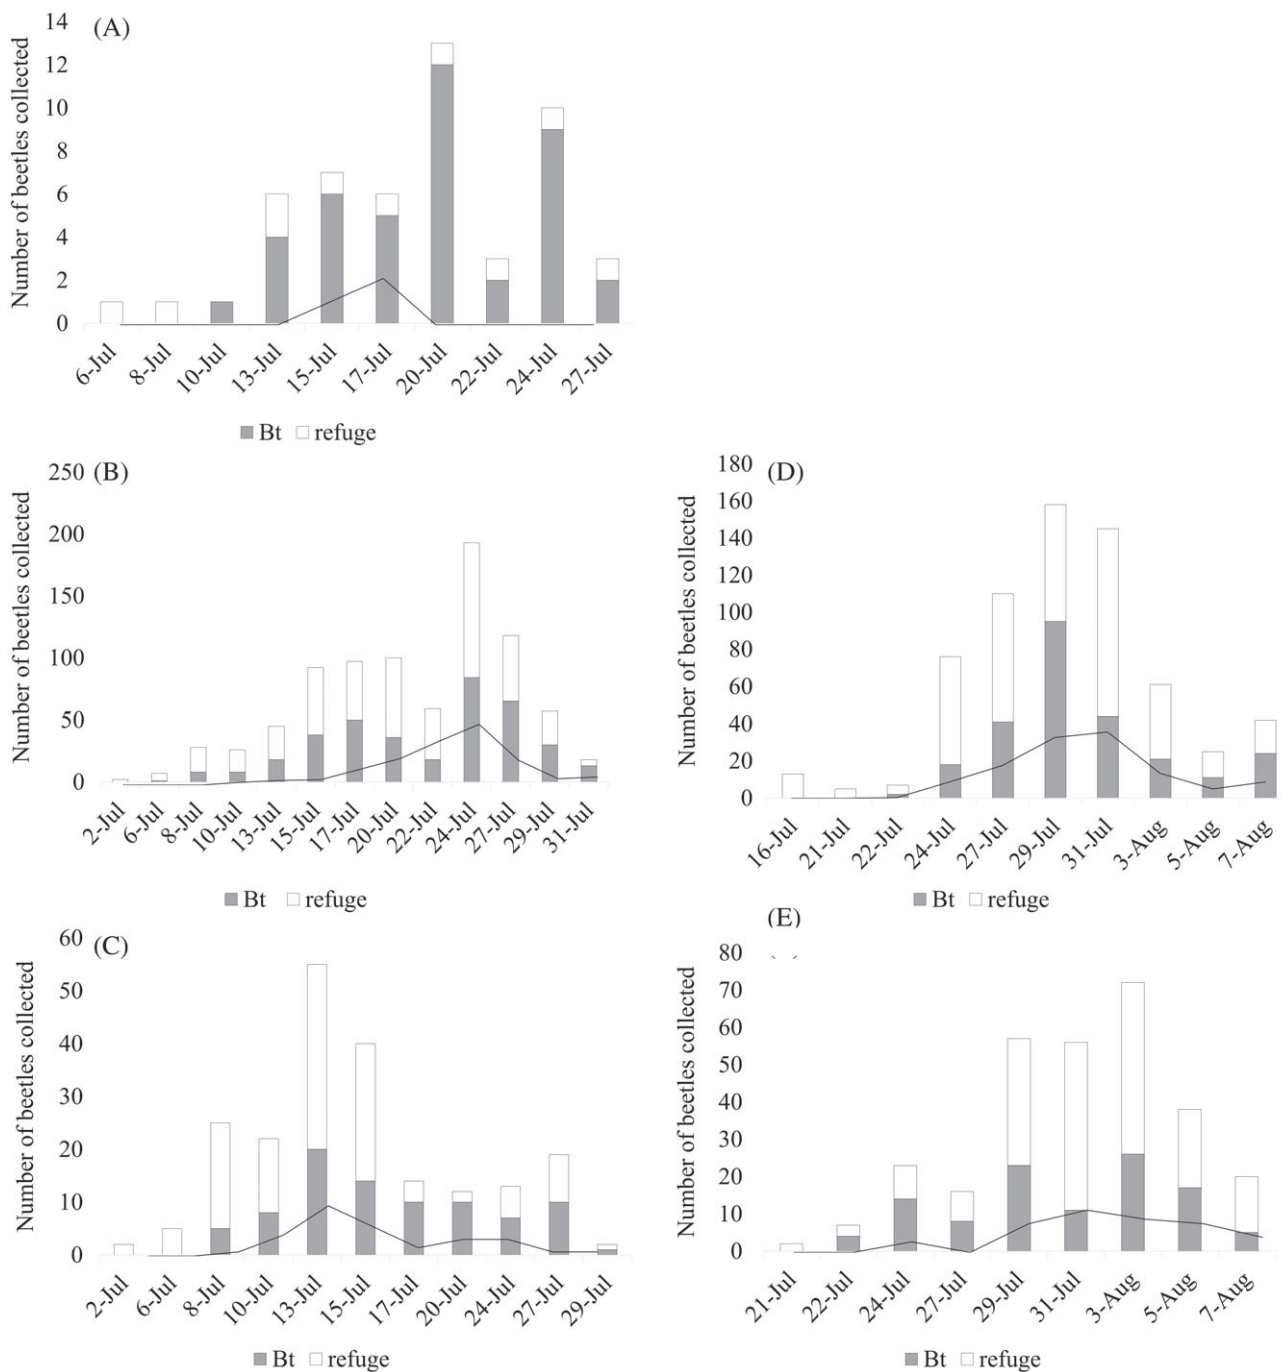 (A)
Number of beetles collected
14
12
10
8
6
4
2
0
6-Jul 8-Jul 10-Jul 13-Jul 15-Jul 17-Jul 20-Jul 22-Jul 24-Jul 27-Jul
Bt refuge
(B)
Number of beetles collected
250
200
150
100
50
0
2-Jul 6-Jul 8-Jul 10-Jul 13-Jul 15-Jul 17-Jul 20-Jul 22-Jul 24-Jul 27-Jul 29-Jul 31-Jul
Bt refuge
(C)
Number of beetles collected
60
50
40
30
20
10
0
2-Jul 6-Jul 8-Jul 10-Jul 13-Jul 15-Jul 17-Jul 20-Jul 24-Jul 27-Jul 29-Jul
Bt refuge
(D)
Number of beetles collected
180
160
140
120
100
80
60
40
20
0
16-Jul 21-Jul 22-Jul 24-Jul 27-Jul 29-Jul 31-Jul 3-Aug 5-Aug 7-Aug
Bt refuge
(E)
Number of beetles collected
80
70
60
50
40
30
20
10
0
21-Jul 22-Jul 24-Jul 27-Jul 29-Jul 31-Jul 3-Aug 5-Aug 7-Aug
Bt refuge